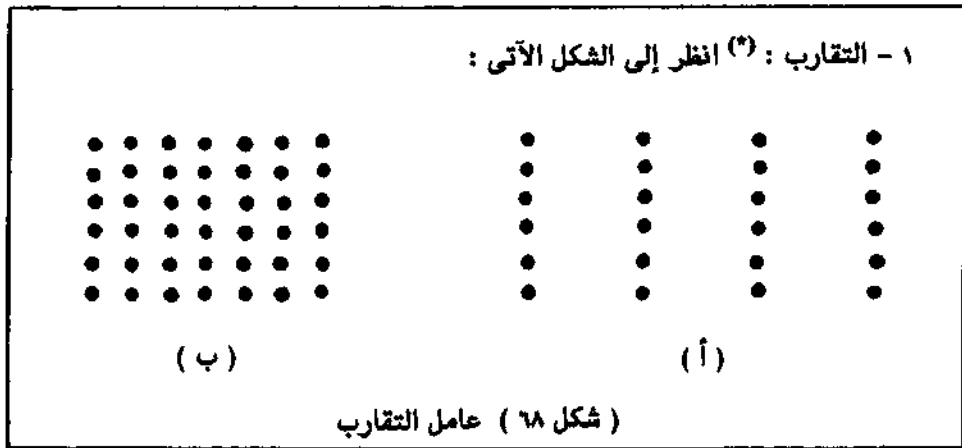 ١ - التقارب : (*) انظر إلى الشكل الآتى :
( أ )
( ب )
( شكل ٦٨ ) عامل التقارب